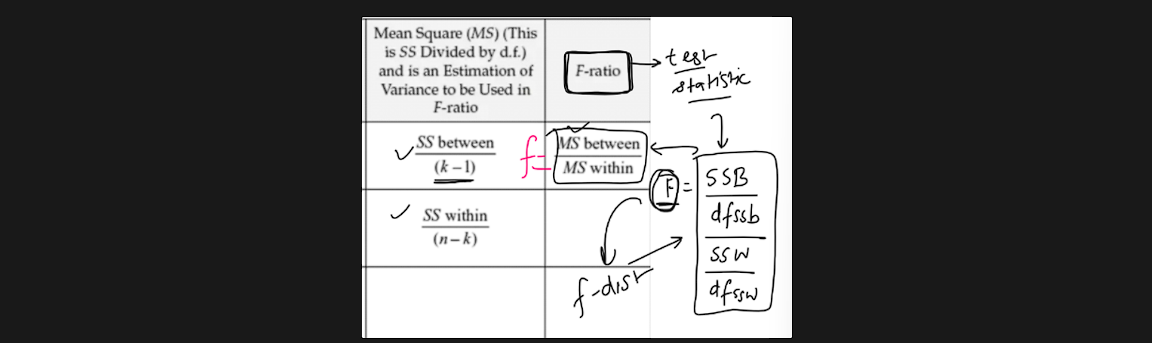 Mean Square (MS) (This
is SS Divided by d.f.)
and is an Estimation of
Variance to be Used in
F-ratio
F-ratio
test
statistic
SS between
(k – 1)
f =
MS between
MS within
F =
SSB
dfssb
SSW
dfssw
SS within
(n – k)
f-dist